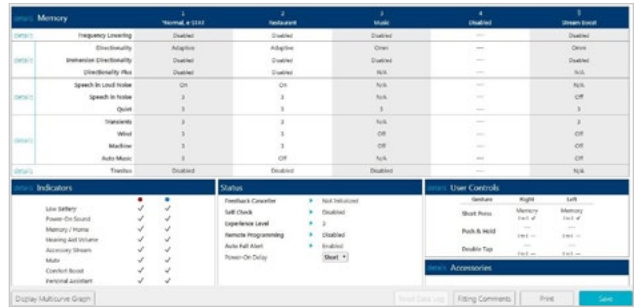 details Memory 1 *Normal, e-STAT 2 Restaurant 3 Music 4 Disabled 5 Stream Boost
details Frequency Lowering Disabled Disabled Disabled --- Disabled
Directionality Adaptive Adaptive Omni --- Omni
details Immersion Directionality Disabled Disabled Disabled --- Disabled
Directionality Plus Disabled Disabled N/A --- N/A
Speech in Loud Noise On On N/A --- N/A
details Speech in Noise 3 3 N/A --- Off
Quiet 3 3 3 --- 3
Transients 3 3 N/A --- 3
Wind 3 3 Off --- Off
details Machine 3 3 Off --- Off
Auto Music 3 Off N/A --- Off
details Tinnitus Disabled Disabled Disabled --- N/A
details Indicators
Low Battery ✓ ✓
Power-On Sound ✓ ✓
Memory / Home ✓ ✓
Hearing Aid Volume ✓ ✓
Accessory Stream ✓ ✓
Mute ✓ ✓
Comfort Boost ✓ ✓
Personal Assistant ✓ ✓
Status
Feedback Canceller Not Initialized
Self Check Disabled
Experience Level 2
Remote Programming Disabled
Auto Fall Alert Enabled
Power-On Delay Short
details User Controls
Gesture Right Left
Short Press Memory Memory
Push & Hold --- ---
Double Tap --- ---
details Accessories
Display Multicurve Graph
Reset Data Log
Fitting Comments
Print
Save